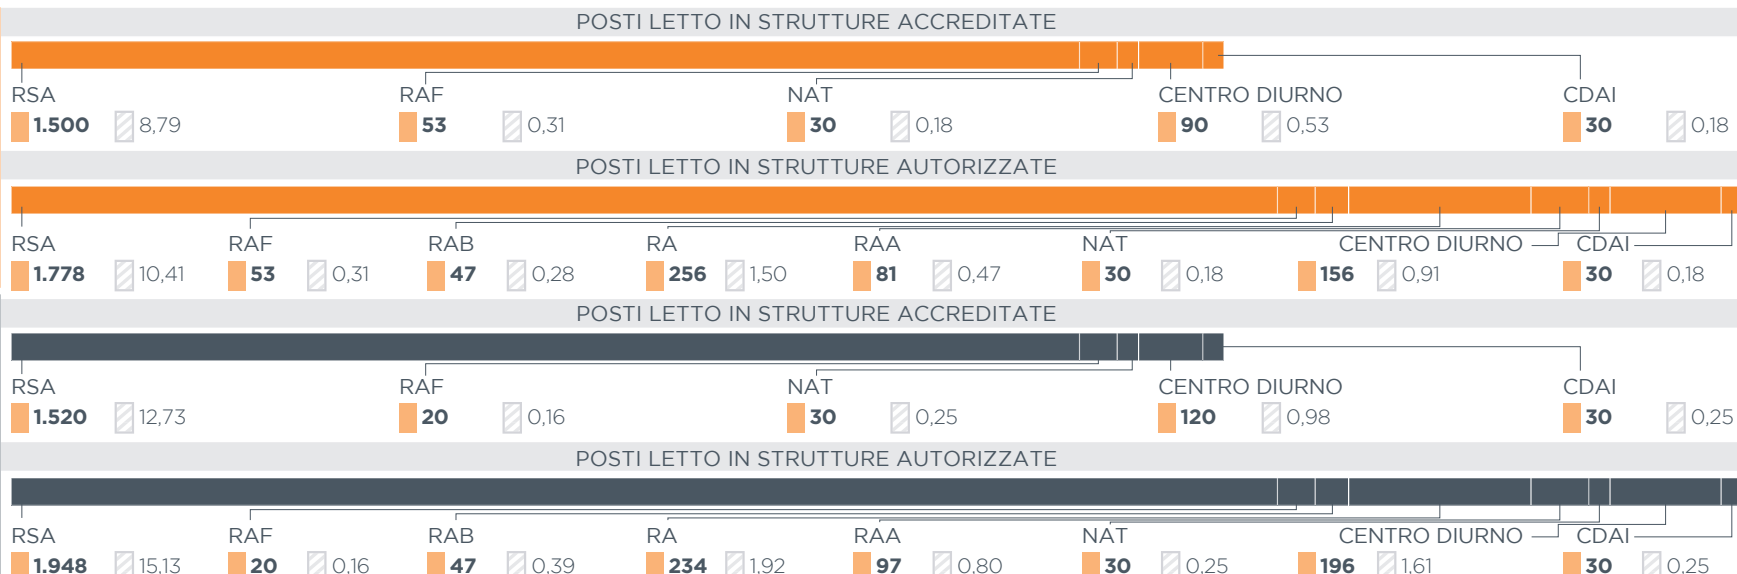 POSTI LETTO IN STRUTTURE ACCREDITATE
RSA RAF NAT CENTRO DIURNO CDAI
1.500 8,79 53 0,31 30 0,18 90 0,53 30 0,18
POSTI LETTO IN STRUTTURE AUTORIZZATE
RSA RAF RAB RA RAA NAT CENTRO DIURNO CDAI
1.778 10,41 53 0,31 47 0,28 256 1,50 81 0,47 30 0,18 156 0,91 30 0,18
POSTI LETTO IN STRUTTURE ACCREDITATE
RSA RAF NAT CENTRO DIURNO CDAI
1.520 12,73 20 0,16 30 0,25 120 0,98 30 0,25
POSTI LETTO IN STRUTTURE AUTORIZZATE
RSA RAF RAB RA RAA NAT CENTRO DIURNO CDAI
1.948 15,13 20 0,16 47 0,39 234 1,92 97 0,80 30 0,25 196 1,61 30 0,25